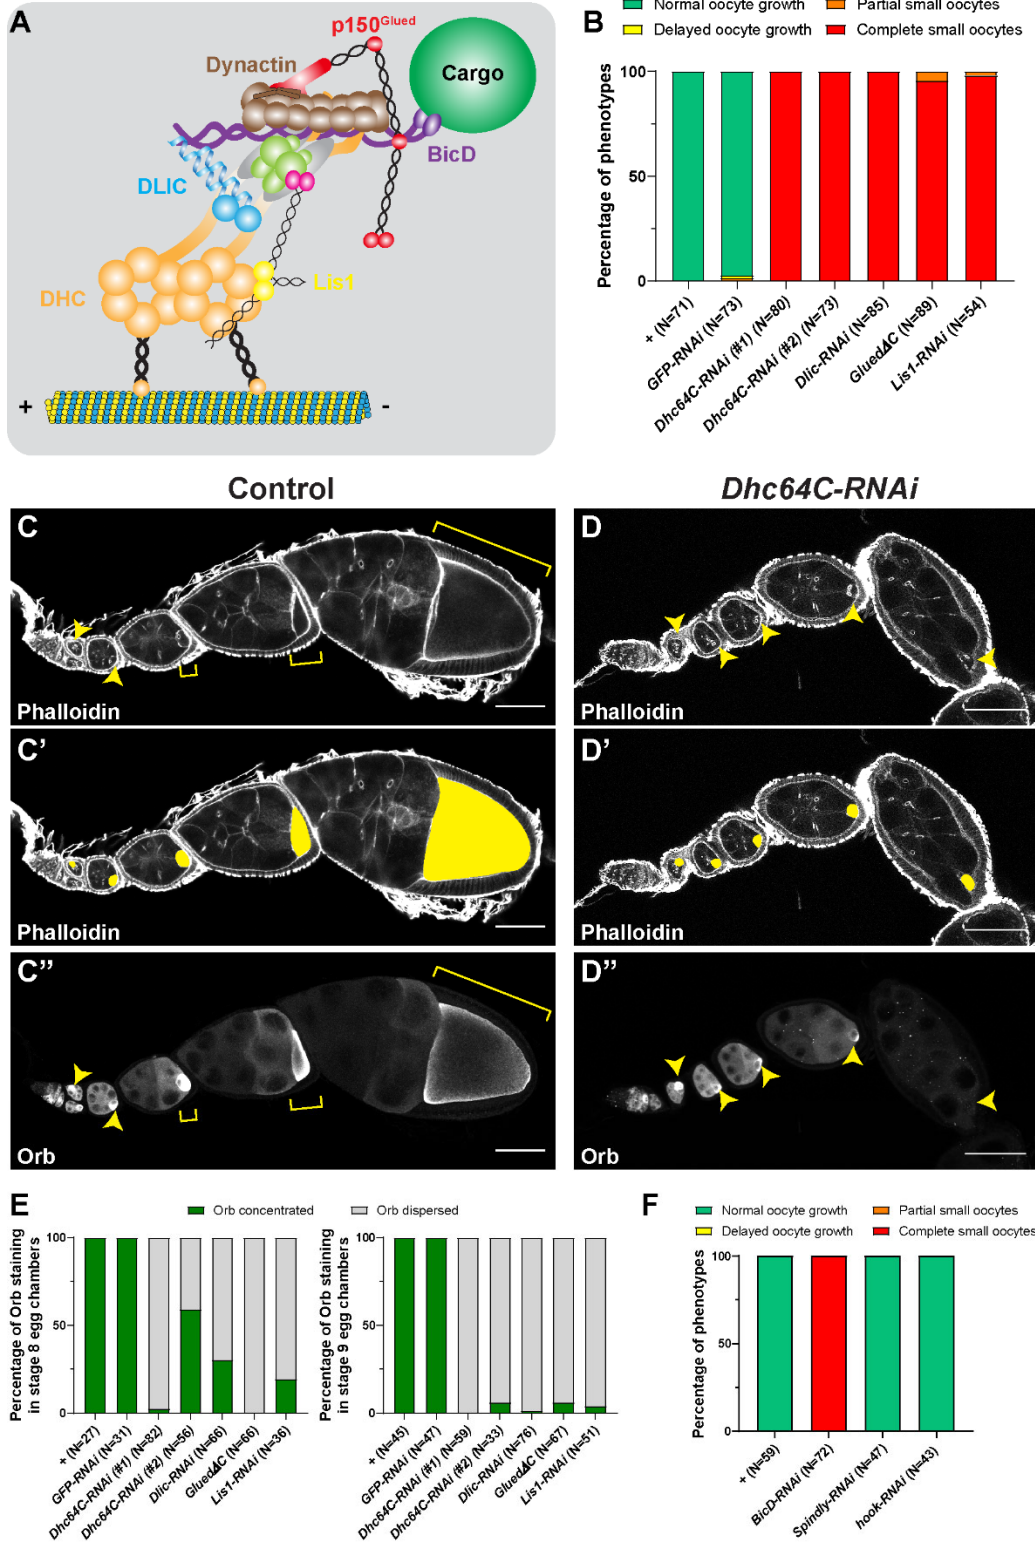 A
p150Glued
Dynactin
Cargo
BicD
DLIC
DHC
Lis1
+
-
B
Normal oocyte growth
Partial small oocytes
Delayed oocyte growth
Complete small oocytes
Percentage of phenotypes
100
50
0
+ (N=71)
GFP-RNAi (N=73)
Dhc64C-RNAi (#1) (N=80)
Dhc64C-RNAi (#2) (N=73)
Dlic-RNAi (N=85)
GluedΔC (N=89)
Lis1-RNAi (N=54)
Control
Dhc64C-RNAi
C
Phalloidin
D
Phalloidin
C’
Phalloidin
D’
Phalloidin
C’’
Orb
D’’
Orb
E
Orb concentrated
Orb dispersed
Percentage of Orb staining
in stage 8 egg chambers
100
50
0
+ (N=27)
GFP-RNAi (N=31)
Dhc64C-RNAi (#1) (N=82)
Dhc64C-RNAi (#2) (N=56)
Dlic-RNAi (N=66)
GluedΔC (N=66)
Lis1-RNAi (N=36)
Percentage of Orb staining
in stage 9 egg chambers
100
50
0
+ (N=45)
GFP-RNAi (N=47)
Dhc64C-RNAi (#1) (N=59)
Dhc64C-RNAi (#2) (N=33)
Dlic-RNAi (N=76)
GluedΔC (N=67)
Lis1-RNAi (N=51)
F
Normal oocyte growth
Partial small oocytes
Delayed oocyte growth
Complete small oocytes
Percentage of phenotypes
100
50
0
+ (N=59)
BicD-RNAi (N=72)
Spindly-RNAi (N=47)
hook-RNAi (N=43)